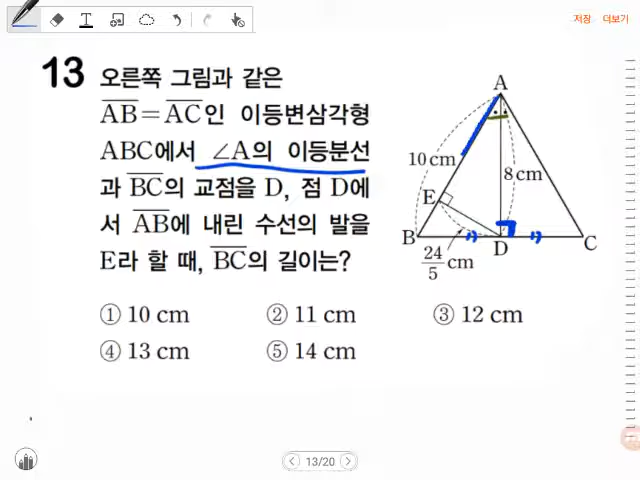 저장 더보기
13 오른쪽 그림과 같은
AB=AC인 이등변삼각형
ABC에서 ∠A의 이등분선
과 BC의 교점을 D, 점 D에
서 AB에 내린 수선의 발을
E라 할 때, BC의 길이는?
A
10 cm
8 cm
E
B
D
C
24/5 cm
① 10 cm ② 11 cm ③ 12 cm
④ 13 cm ⑤ 14 cm
13/20